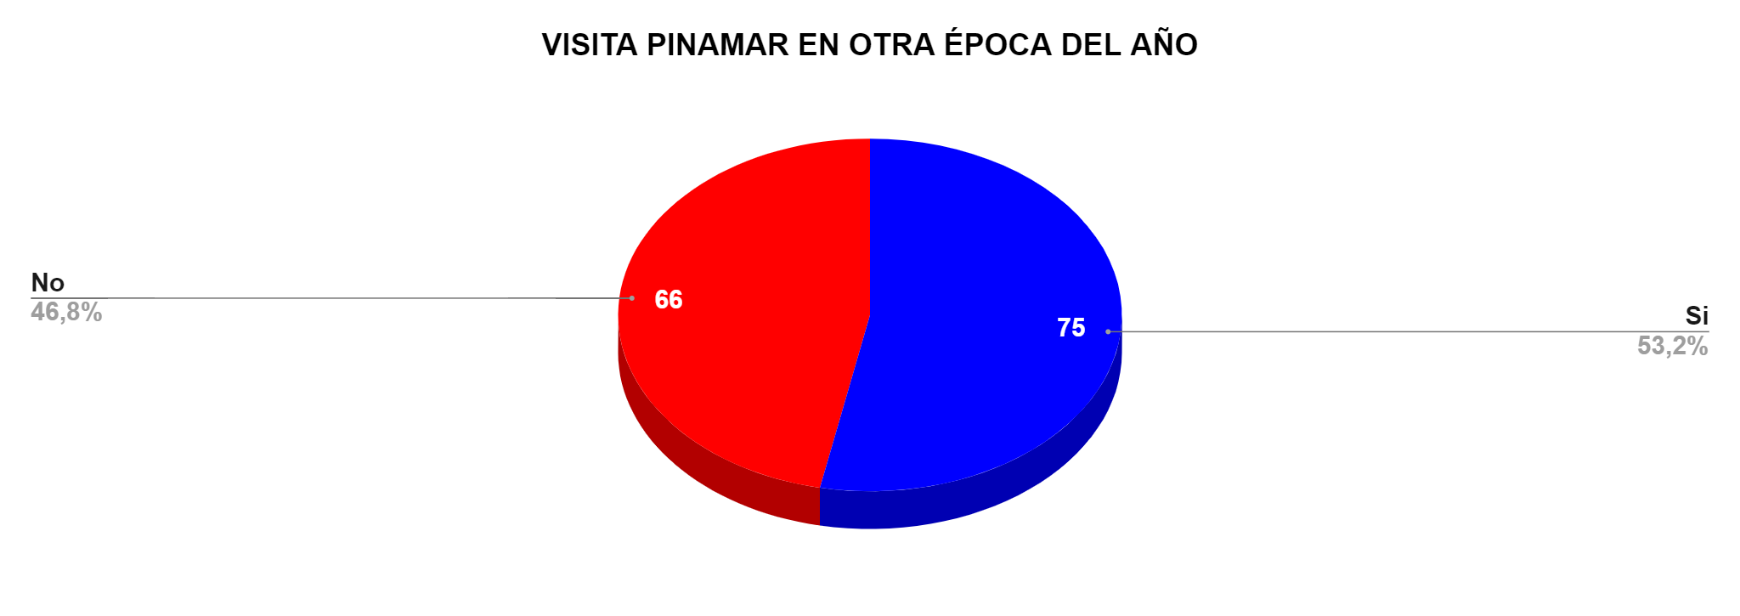 VISITA PINAMAR EN OTRA ÉPOCA DEL AÑO
No
46,8%
66
75
Si
53,2%